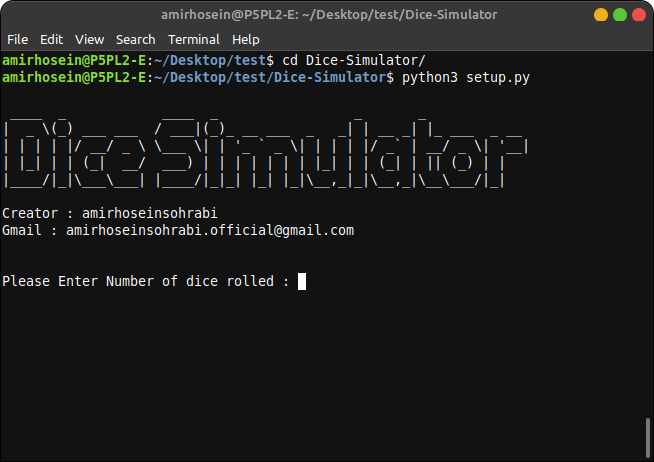 amirhosein@P5PL2-E: ~/Desktop/test/Dice-Simulator
File Edit View Search Terminal Help
amirhosein@P5PL2-E:~/Desktop/test$ cd Dice-Simulator/
amirhosein@P5PL2-E:~/Desktop/test/Dice-Simulator$ python3 setup.py
Dice Simulator
Creator : amirhoseinsohrabi
Gmail : amirhoseinsohrabi.official@gmail.com
Please Enter Number of dice rolled :